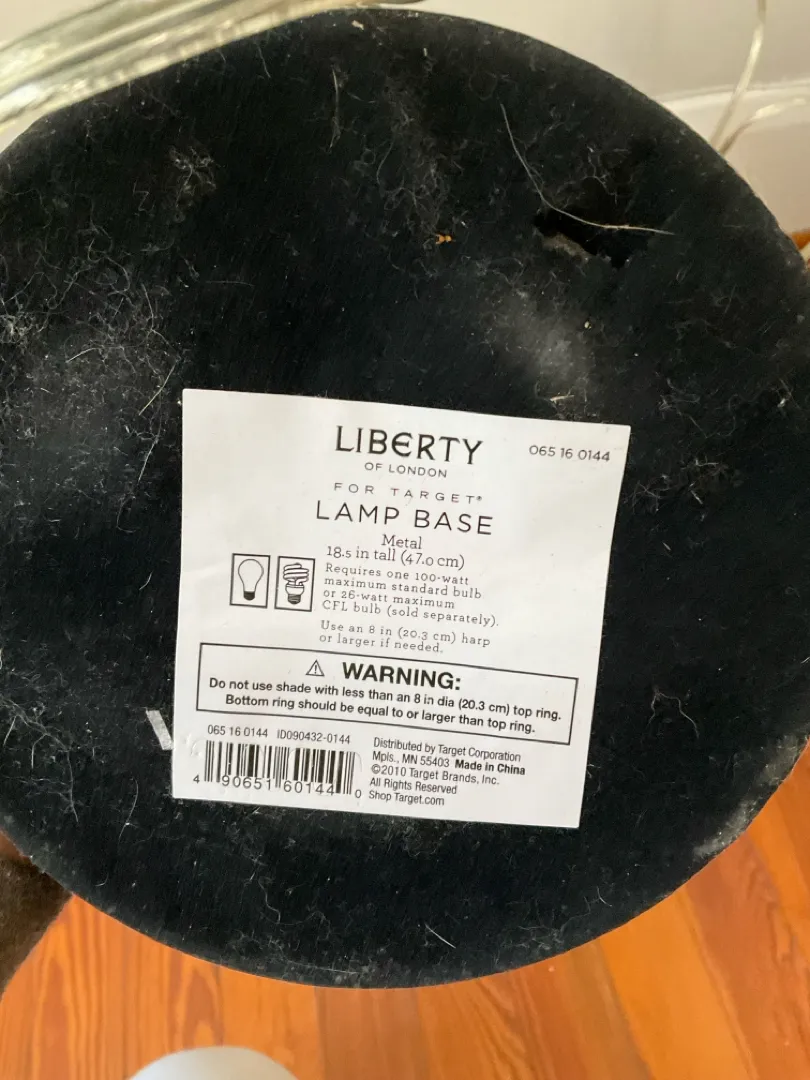 LIBERTY
OF LONDON
065 16 0144
FOR TARGET®
LAMP BASE
Metal
18.5 in tall (47.0 cm)
Requires one 100-watt
maximum standard bulb
or 26-watt maximum
CFL bulb (sold separately).
Use an 8 in (20.3 cm) harp
or larger if needed.
⚠ WARNING:
Do not use shade with less than an 8 in dia (20.3 cm) top ring.
Bottom ring should be equal to or larger than top ring.
065 16 0144 ID090432-0144
4 90651 60144 0
Distributed by Target Corporation
Mpls., MN 55403 Made in China
©2010 Target Brands, Inc.
All Rights Reserved
Shop Target.com